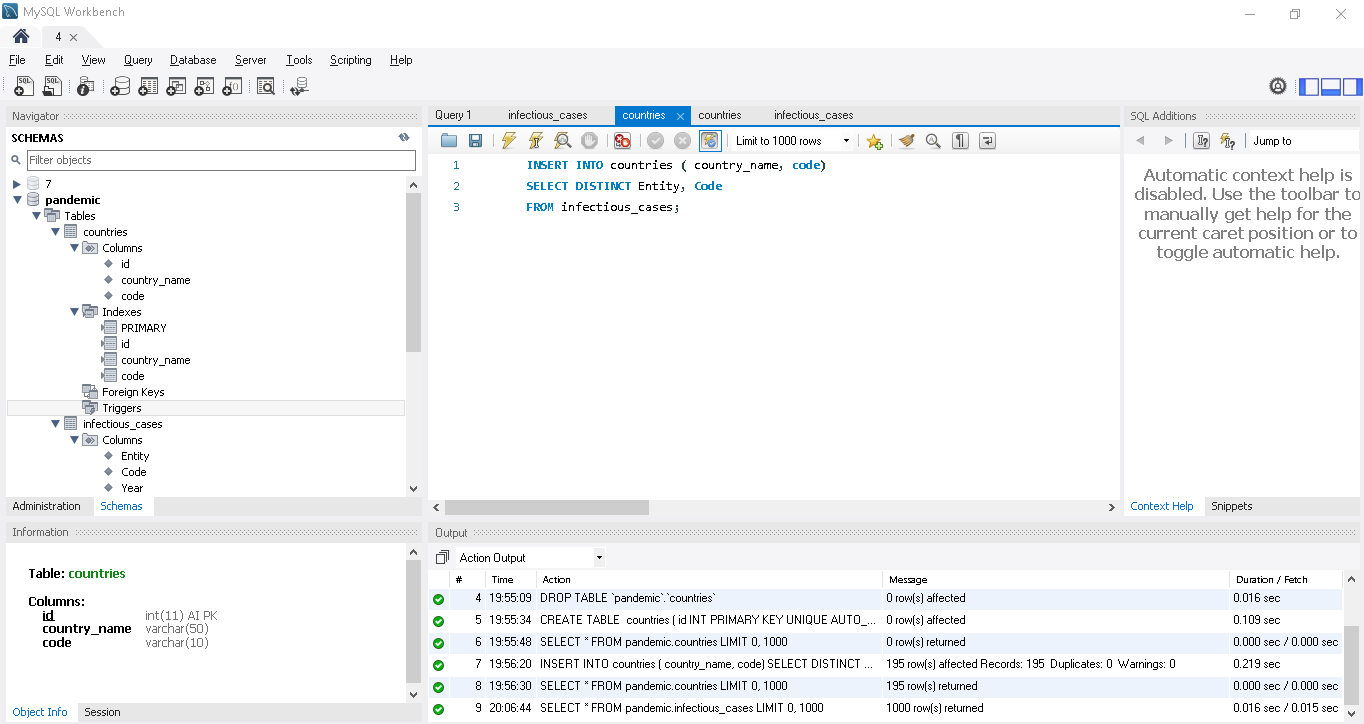 MySQL Workbench
4
File Edit View Query Database Server Tools Scripting Help
Navigator
SCHEMAS
Filter objects
7
pandemic
Tables
countries
Columns
id
country_name
code
Indexes
PRIMARY
id
country_name
code
Foreign Keys
Triggers
infectious_cases
Columns
Entity
Code
Year
Administration Schemas
Information
Table: countries
Columns:
id int(11) AI PK
country_name varchar(50)
code varchar(10)
Object Info Session
Query 1 infectious_cases countries countries infectious_cases
Limit to 1000 rows
1 INSERT INTO countries ( country_name, code)
2 SELECT DISTINCT Entity, Code
3 FROM infectious_cases;
SQL Additions
Jump to
Automatic context help is
disabled. Use the toolbar to
manually get help for the
current caret position or to
toggle automatic help.
Context Help Snippets
Output
Action Output
# Time Action Message Duration / Fetch
4 19:55:09 DROP TABLE `pandemic`.`countries` 0 row(s) affected 0.016 sec
5 19:55:34 CREATE TABLE countries ( id INT PRIMARY KEY UNIQUE AUTO_... 0 row(s) affected 0.109 sec
6 19:55:48 SELECT * FROM pandemic.countries LIMIT 0, 1000 0 row(s) returned 0.000 sec / 0.000 sec
7 19:56:20 INSERT INTO countries ( country_name, code) SELECT DISTINCT ... 195 row(s) affected Records: 195 Duplicates: 0 Warnings: 0 0.219 sec
8 19:56:30 SELECT * FROM pandemic.countries LIMIT 0, 1000 195 row(s) returned 0.000 sec / 0.000 sec
9 20:06:44 SELECT * FROM pandemic.infectious_cases LIMIT 0, 1000 1000 row(s) returned 0.016 sec / 0.015 sec